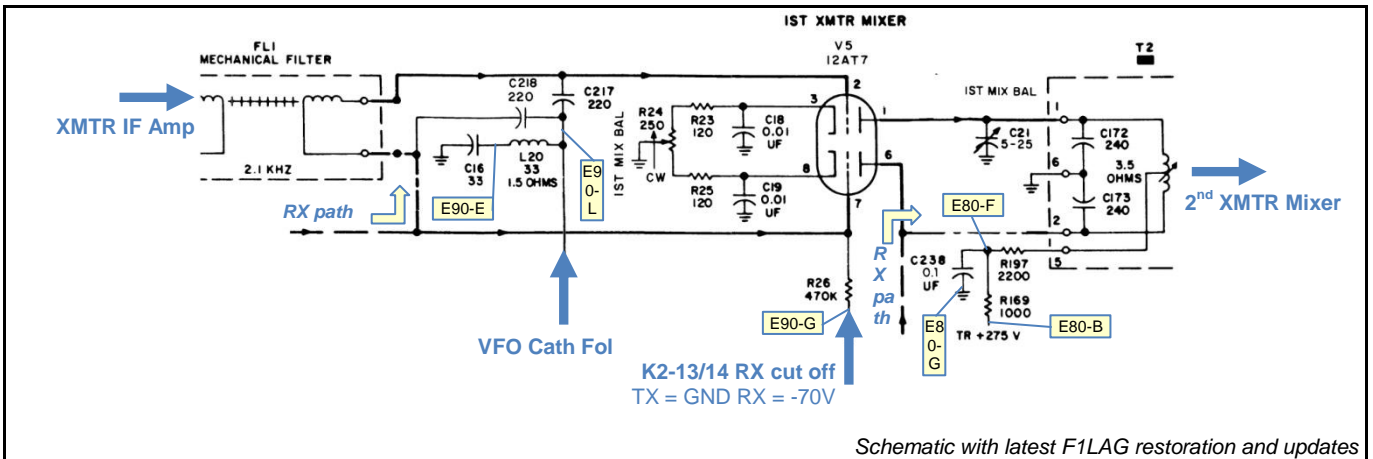 IST XMTR MIXER
V5
12AT7
FL1
MECHANICAL FILTER
T2
XMTR IF Amp
2.1 KHZ
C218
220
C217
220
C16
33
L20
33
1.5 OHMS
E90-E
E9
0-
L
RX path
IST MIX BAL
R24
250
CW
R23
120
C18
0.01
UF
R25
120
C19
0.01
UF
3
2
1
8
6
7
IST MIX BAL
C21
5-25
1
6
2
5
C172
240
C173
240
3.5
OHMS
2nd XMTR Mixer
R
X
pa
th
E80-F
C238
0.1
UF
R197
2200
R169
1000
E8
0-
G
E80-B
TR +275 V
R26
470K
E90-G
VFO Cath Fol
K2-13/14 RX cut off
TX = GND RX = -70V
Schematic with latest F1LAG restoration and updates